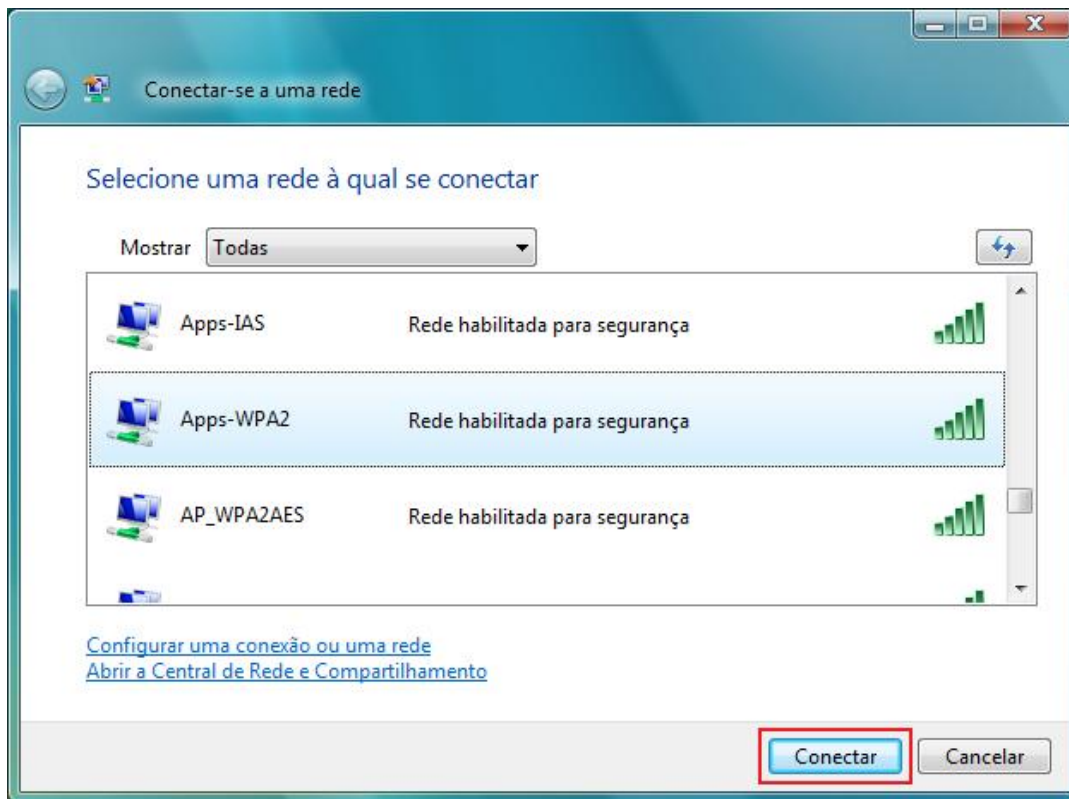 Conectar-se a uma rede
Selecione uma rede à qual se conectar
Mostrar Todas
Apps-IAS Rede habilitada para segurança
Apps-WPA2 Rede habilitada para segurança
AP_WPA2AES Rede habilitada para segurança
Configurar uma conexão ou uma rede
Abrir a Central de Rede e Compartilhamento
Conectar Cancelar